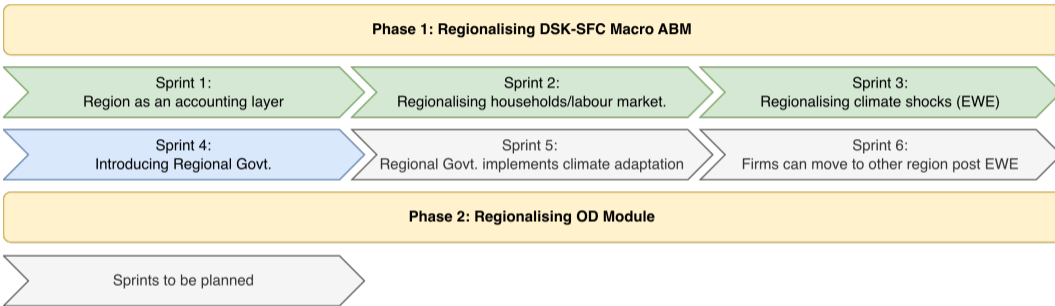 Phase 1: Regionalising DSK-SFC Macro ABM
Sprint 1:
Region as an accounting layer
Sprint 2:
Regionalising households/labour market.
Sprint 3:
Regionalising climate shocks (EWE)
Sprint 4:
Introducing Regional Govt.
Sprint 5:
Regional Govt. implements climate adaptation
Sprint 6:
Firms can move to other region post EWE
Phase 2: Regionalising OD Module
Sprints to be planned